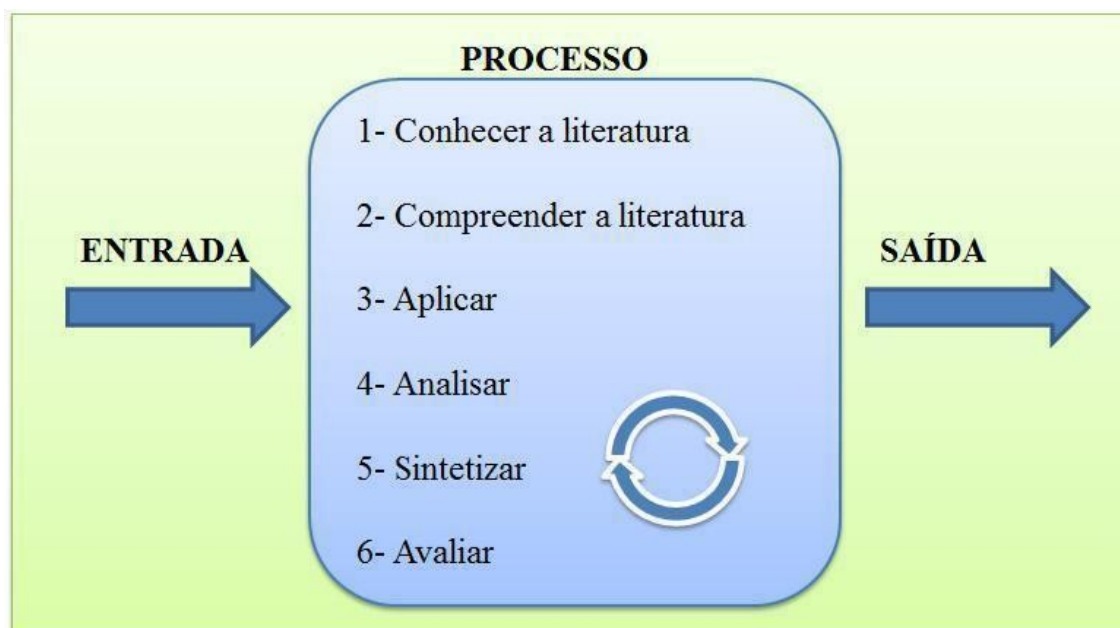 PROCESSO
1- Conhecer a literatura
2- Compreender a literatura
ENTRADA
SAÍDA
3- Aplicar
4- Analisar
5- Sintetizar
6- Avaliar